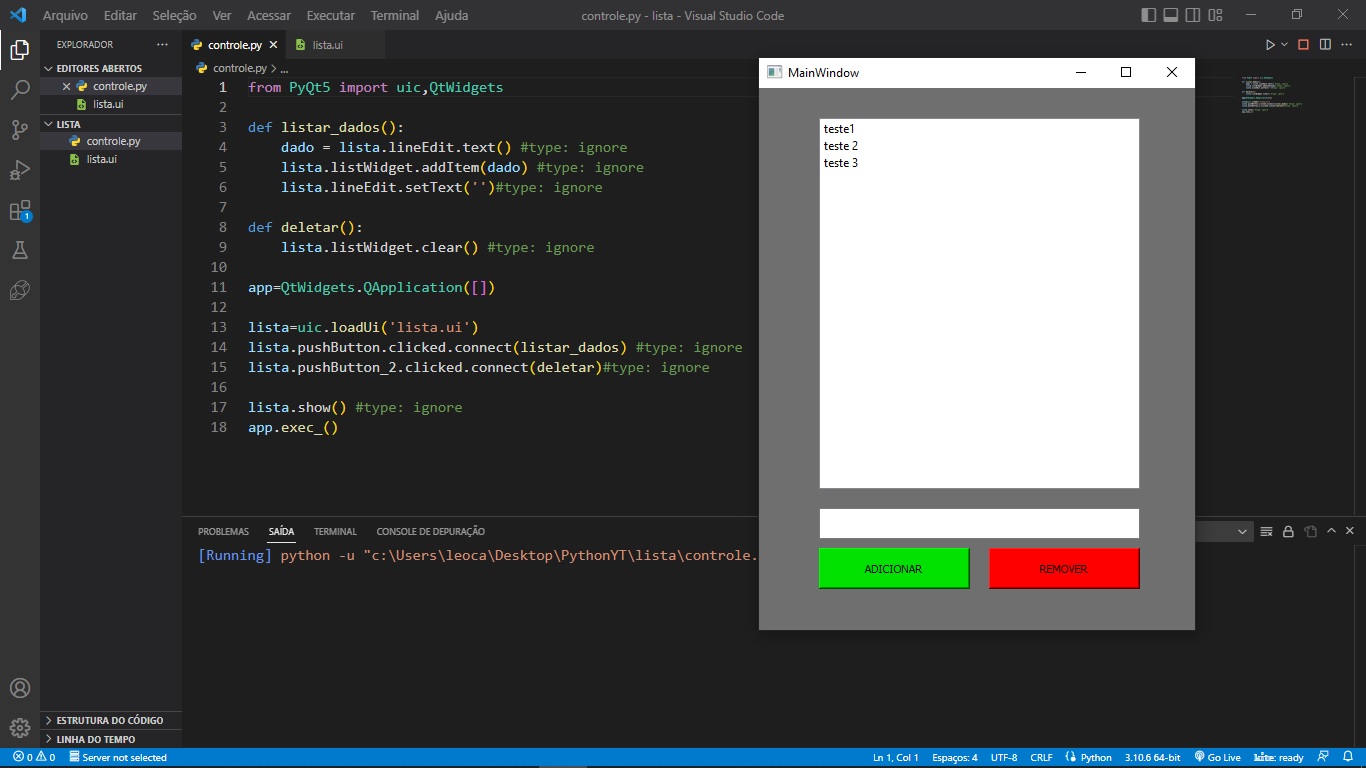 Arquivo Editar Seleção Ver Acessar Executar Terminal Ajuda controle.py - lista - Visual Studio Code
EXPLORADOR ···
EDITORES ABERTOS
controle.py
lista.ui
LISTA
controle.py
lista.ui
1
ESTRUTURA DO CÓDIGO
LINHA DO TEMPO
controle.py lista.ui
controle.py > ...
1 from PyQt5 import uic,QtWidgets
2
3 def listar_dados():
4 dado = lista.lineEdit.text() #type: ignore
5 lista.listWidget.addItem(dado) #type: ignore
6 lista.lineEdit.setText('')#type: ignore
7
8 def deletar():
9 lista.listWidget.clear() #type: ignore
10
11 app=QtWidgets.QApplication([])
12
13 lista=uic.loadUi('lista.ui')
14 lista.pushButton.clicked.connect(listar_dados) #type: ignore
15 lista.pushButton_2.clicked.connect(deletar)#type: ignore
16
17 lista.show() #type: ignore
18 app.exec_()
MainWindow
teste1
teste 2
teste 3
ADICIONAR REMOVER
PROBLEMAS SAÍDA TERMINAL CONSOLE DE DEPURAÇÃO
[Running] python -u "c:\Users\leoca\Desktop\PythonYT\lista\controle.
0 0 Server not selected Ln 1, Col 1 Espaços: 4 UTF-8 CRLF Python 3.10.6 64-bit Go Live kite: ready